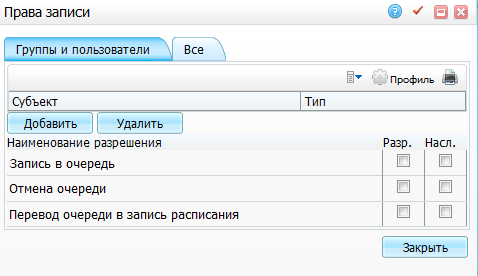 Права записи
Группы и пользователи Все
Профиль
Субъект Тип
Добавить Удалить
Наименование разрешения Разр. Насл.
Запись в очередь
Отмена очереди
Перевод очереди в запись расписания
Закрыть